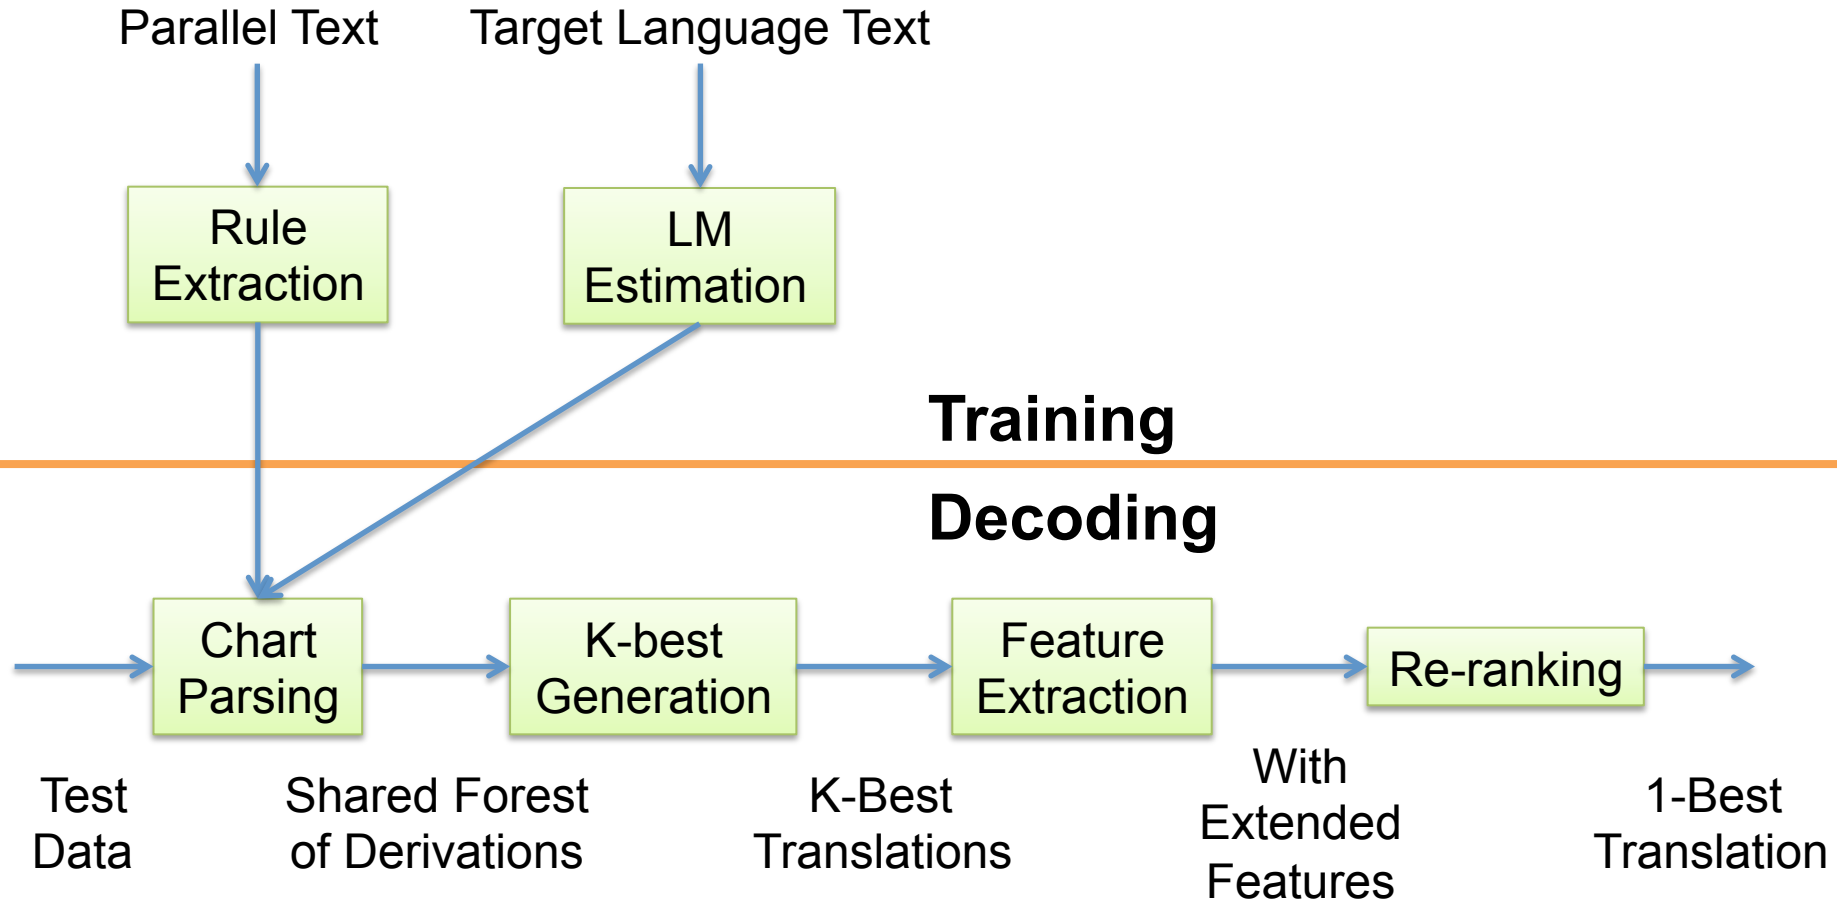 Parallel Text
Target Language Text
Rule
Extraction
LM
Estimation
Training
Decoding
Chart
Parsing
K-best
Generation
Feature
Extraction
Re-ranking
Test
Data
Shared Forest
of Derivations
K-Best
Translations
With
Extended
Features
1-Best
Translation